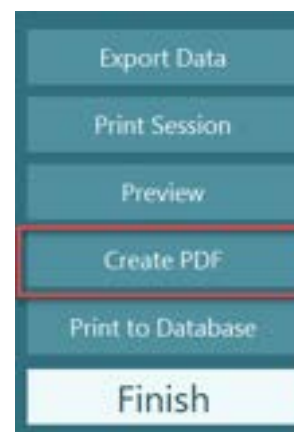 Export Data
Print Session
Preview
Create PDF
Print to Database
Finish